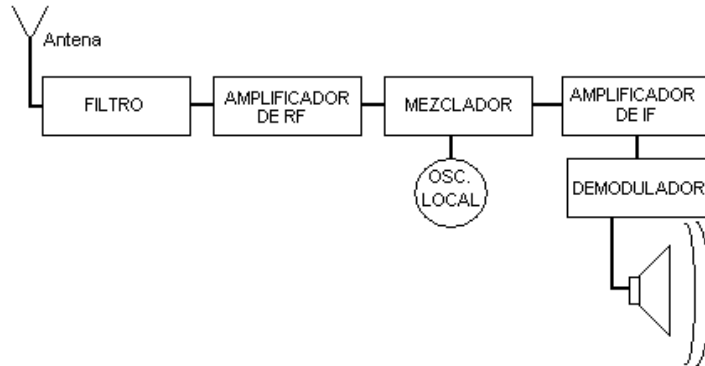 Antena
FILTRO
AMPLIFICADOR
DE RF
MEZCLADOR
AMPLIFICADOR
DE IF
OSC.
LOCAL
DEMODULADOR